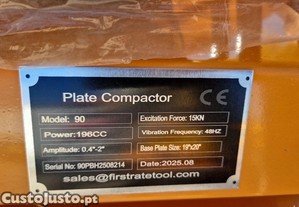 Plate Compactor CE
Model: 90 Excitation Force: 15KN
Power:196CC Vibration Frequency: 48HZ
Amplitude: 0.4"-2" Base Plate Size: 19"x20"
Serial No: 90PBH2508214 Date:2025.08
sales@firstratetool.com
CustoJusto.pt